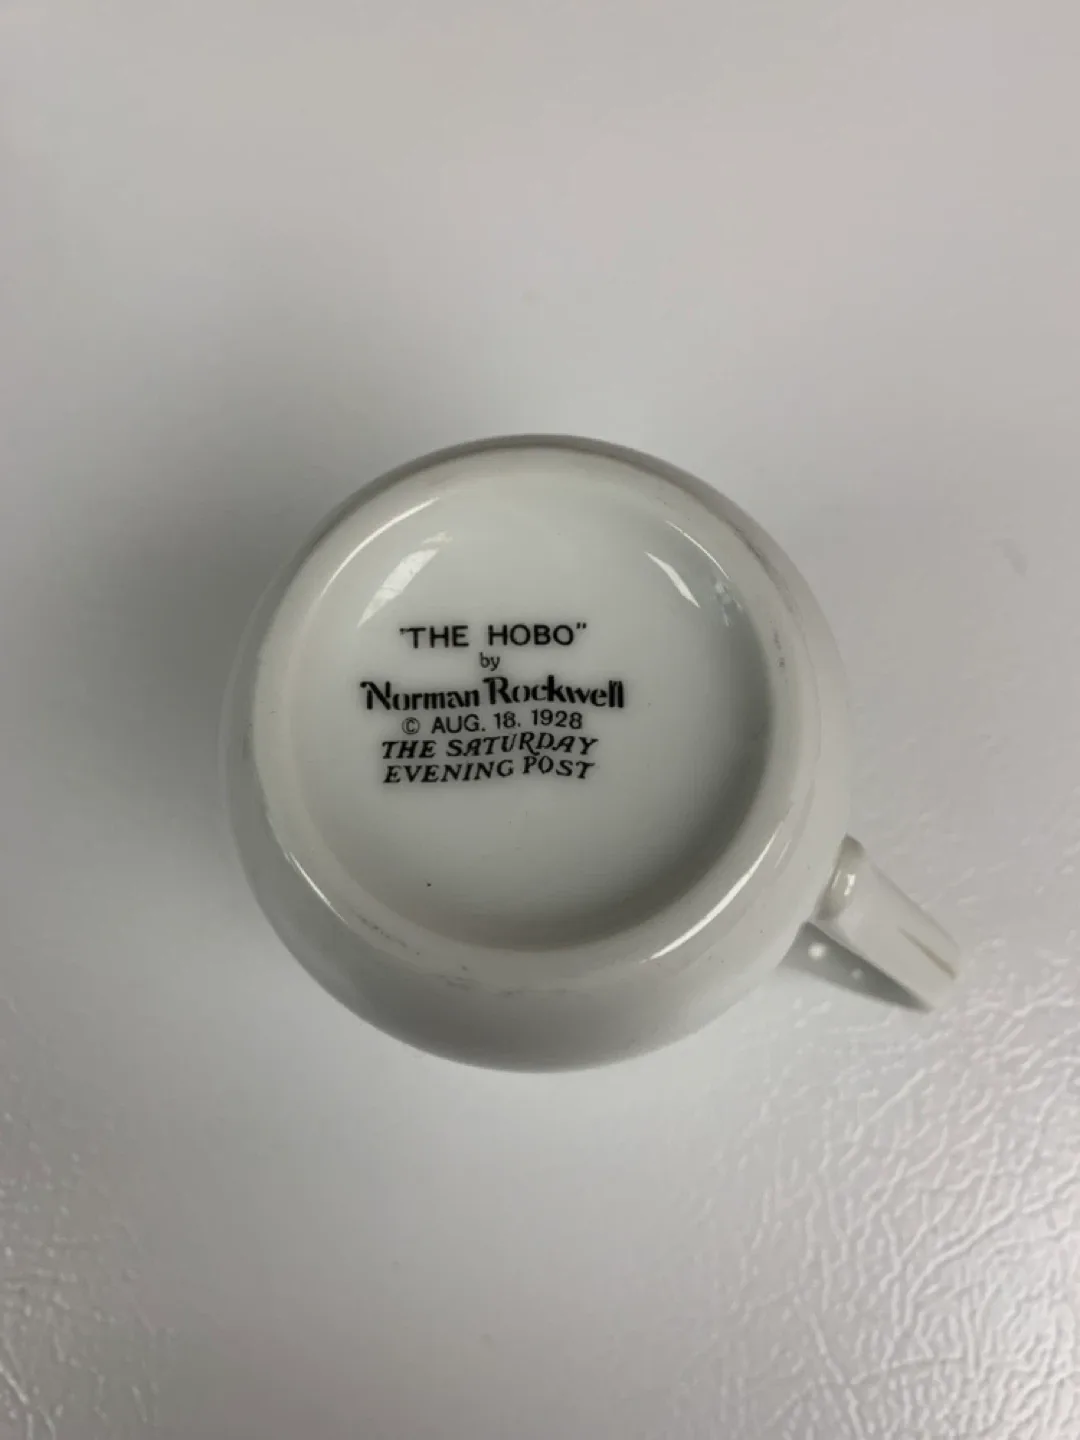 "THE HOBO"
by
Norman Rockwell
© AUG. 18. 1928
THE SATURDAY
EVENING POST